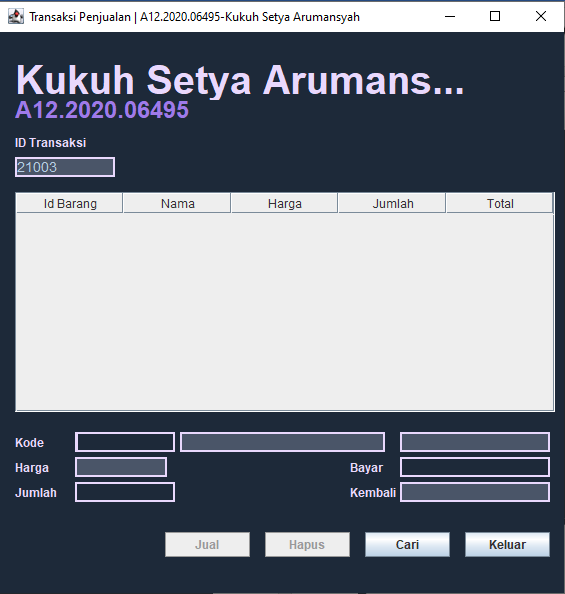 Transaksi Penjualan | A12.2020.06495-Kukuh Setya Arumansyah
Kukuh Setya Arumans...
A12.2020.06495
ID Transaksi
21003
Id Barang Nama Harga Jumlah Total
Kode
Harga Bayar
Jumlah Kembali
Jual Hapus Cari Keluar